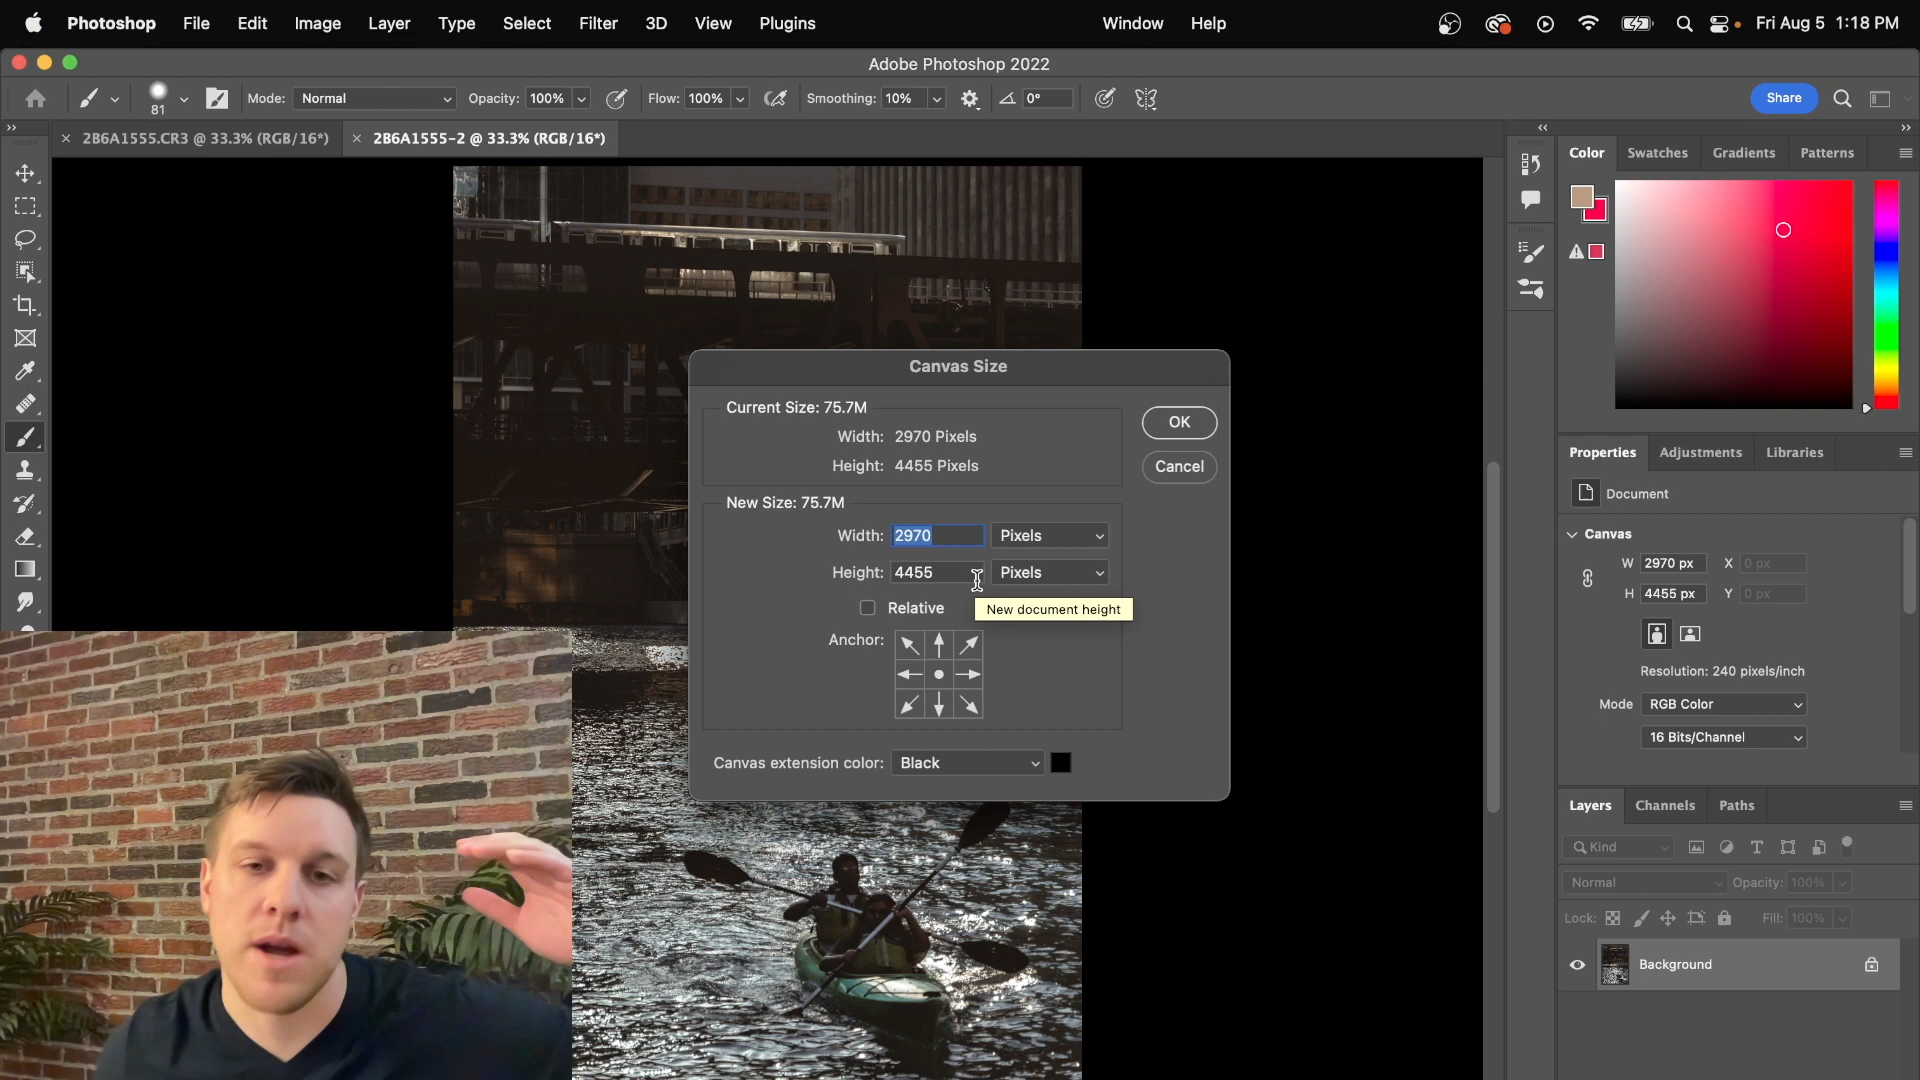 Photoshop File Edit Image Layer Type Select Filter 3D View Plugins Window Help Fri Aug 5 1:18 PM
Adobe Photoshop 2022
81 Mode: Normal Opacity: 100% Flow: 100% Smoothing: 10% 0° Share
2B6A1555.CR3 @ 33.3% (RGB/16*) 2B6A1555-2 @ 33.3% (RGB/16*)
Color Swatches Gradients Patterns
Canvas Size
Current Size: 75.7M
Width: 2970 Pixels
Height: 4455 Pixels
OK
Cancel
New Size: 75.7M
Width: 2970 Pixels
Height: 4455 Pixels
Relative
New document height
Anchor:
Canvas extension color: Black
Properties Adjustments Libraries
Document
Canvas
W 2970 px X 0 px
H 4455 px Y 0 px
Resolution: 240 pixels/inch
Mode RGB Color
16 Bits/Channel
Layers Channels Paths
Kind
Normal Opacity: 100%
Lock: Fill: 100%
Background